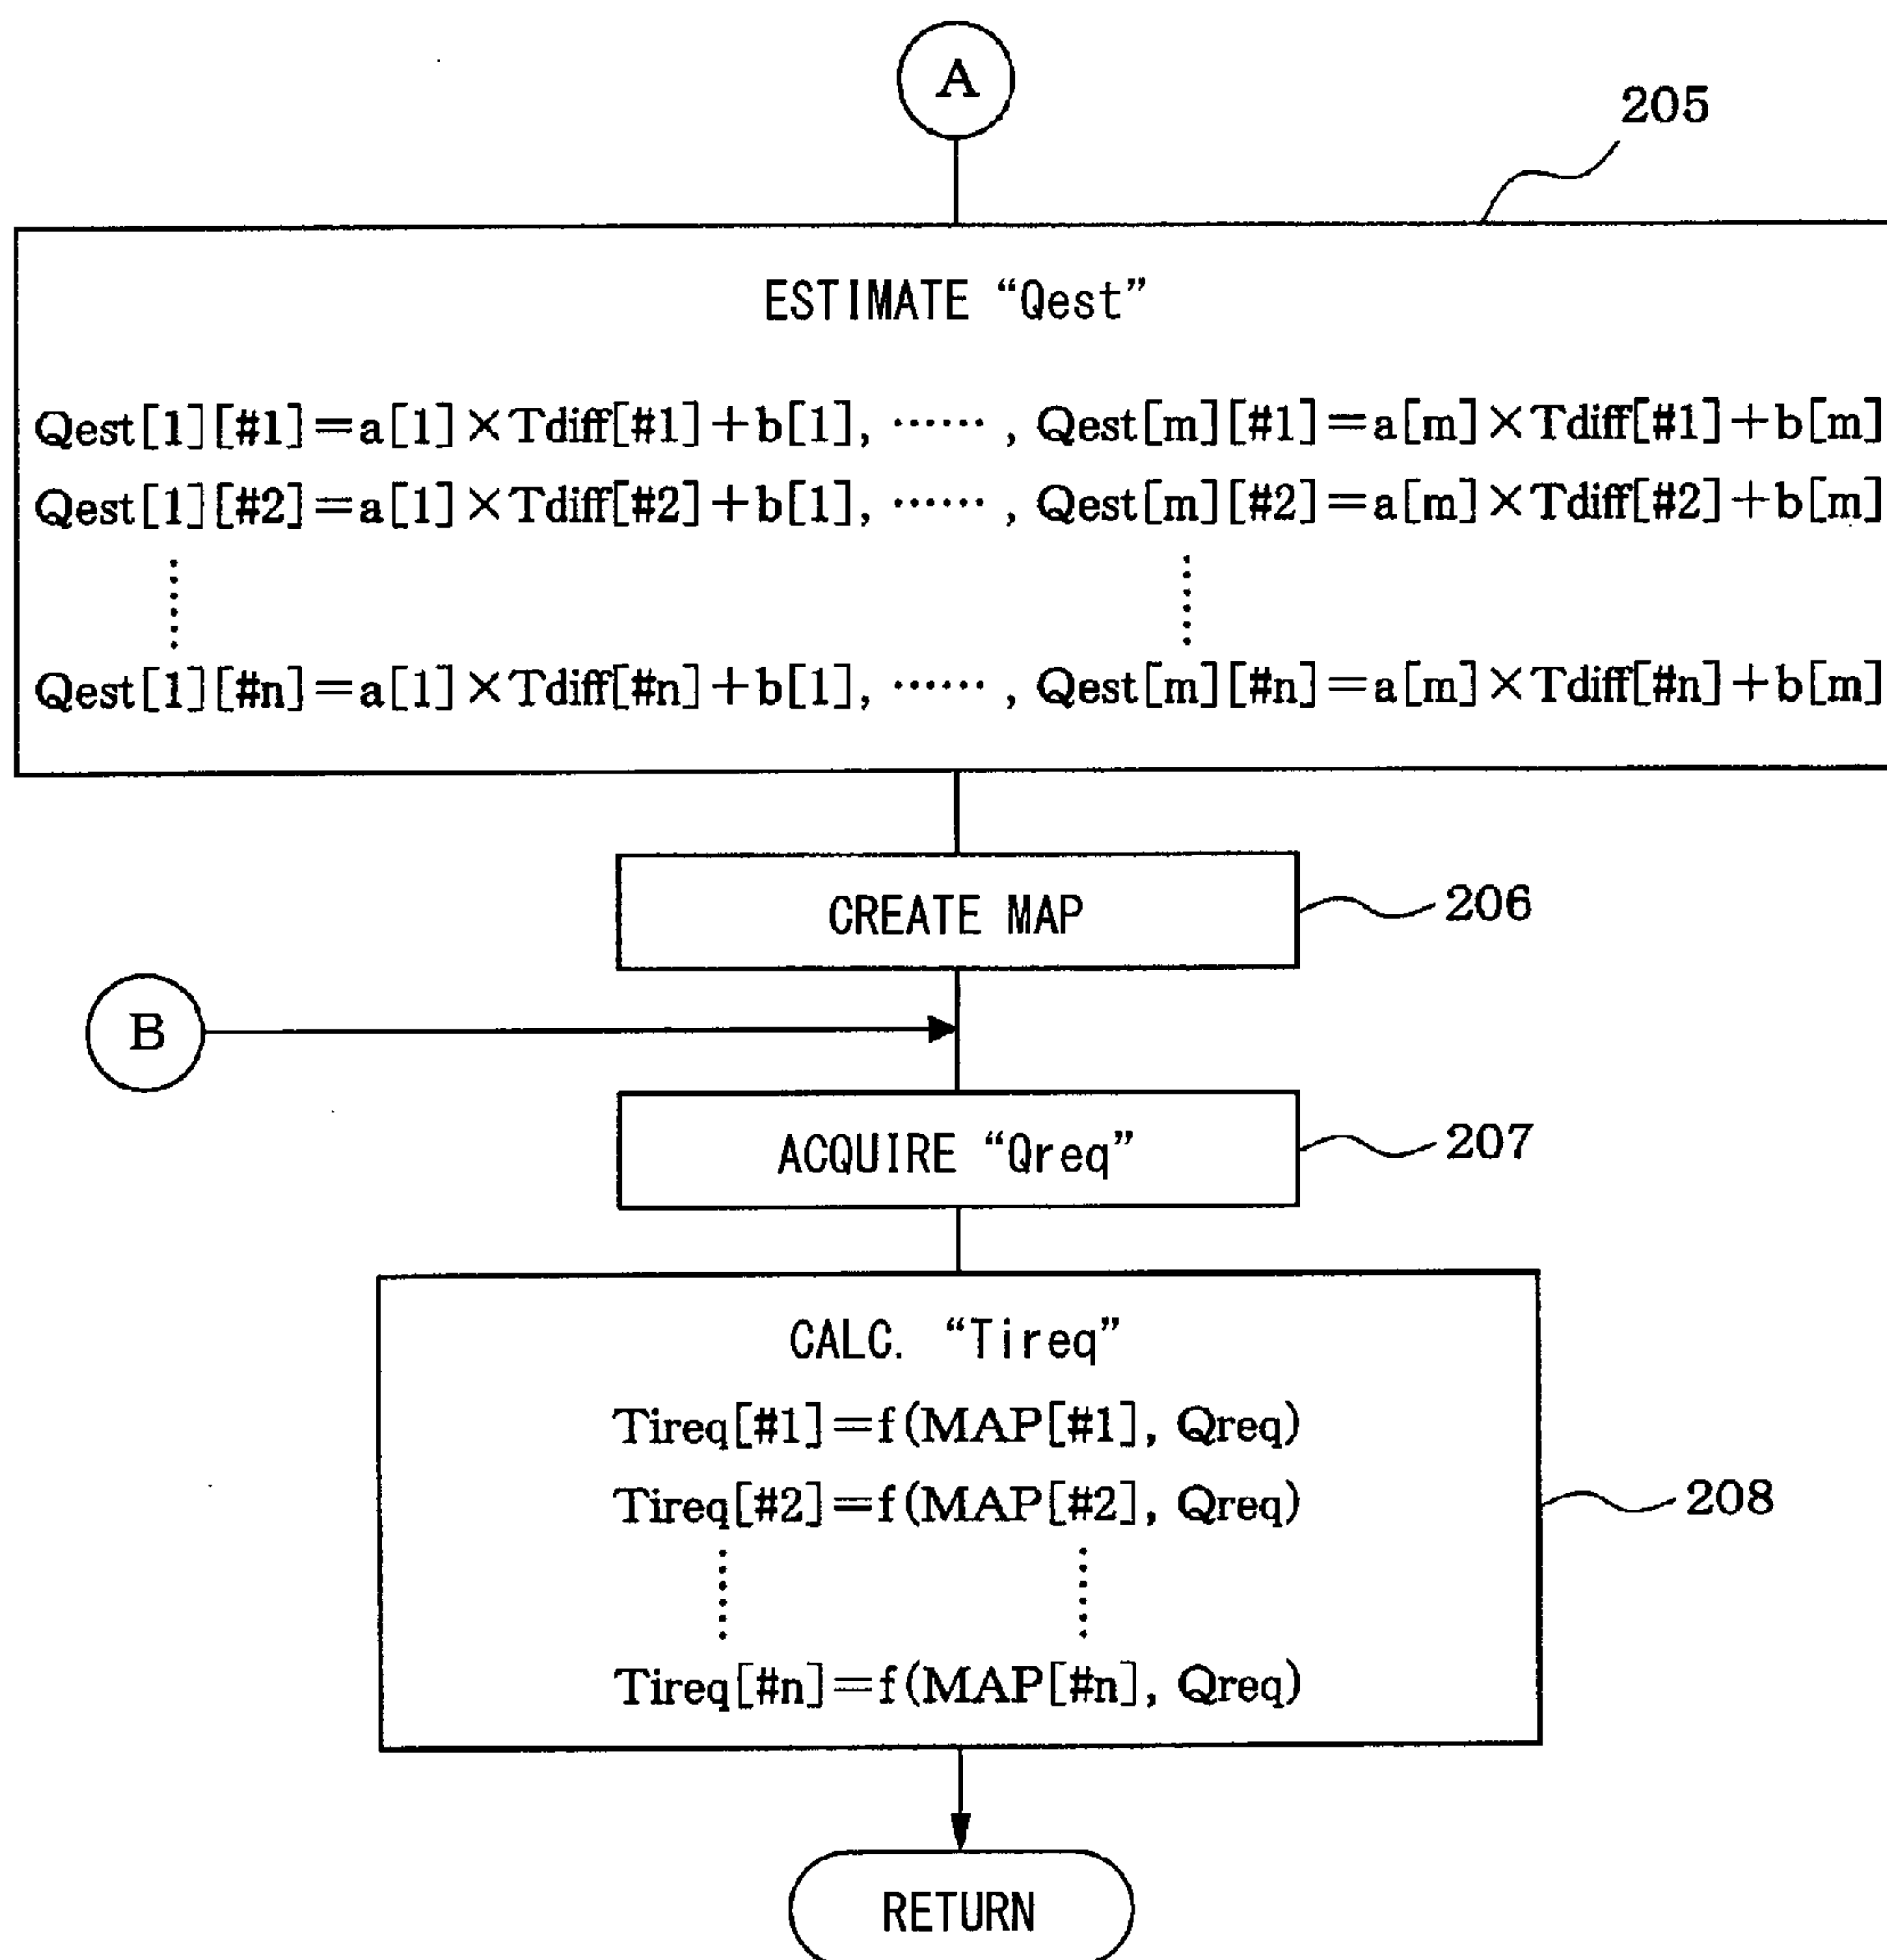 A
205
ESTIMATE “Qest”
Qest[1][#1]=a[1]×Tdiff[#1]+b[1], ⋯⋯ , Qest[m][#1]=a[m]×Tdiff[#1]+b[m]
Qest[1][#2]=a[1]×Tdiff[#2]+b[1], ⋯⋯ , Qest[m][#2]=a[m]×Tdiff[#2]+b[m]
Qest[1][#n]=a[1]×Tdiff[#n]+b[1], ⋯⋯ , Qest[m][#n]=a[m]×Tdiff[#n]+b[m]
CREATE MAP
206
B
ACQUIRE “Qreq”
207
CALC. “Tireq”
Tireq[#1]=f(MAP[#1], Qreq)
Tireq[#2]=f(MAP[#2], Qreq)
208
Tireq[#n]=f(MAP[#n], Qreq)
RETURN